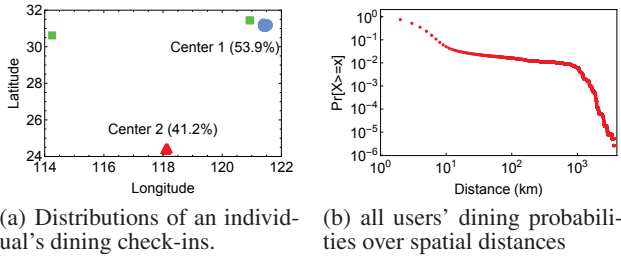 32
30
28
26
24
Latitude
Center 1 (53.9%)
Center 2 (41.2%)
114
116
118
120
122
Longitude
(a) Distributions of an individ-
ual's dining check-ins.
10^0
10^-1
10^-2
10^-3
10^-4
10^-5
10^-6
Pr[X>=x]
10^0
10^1
10^2
10^3
Distance (km)
(b) all users' dining probabili-
ties over spatial distances